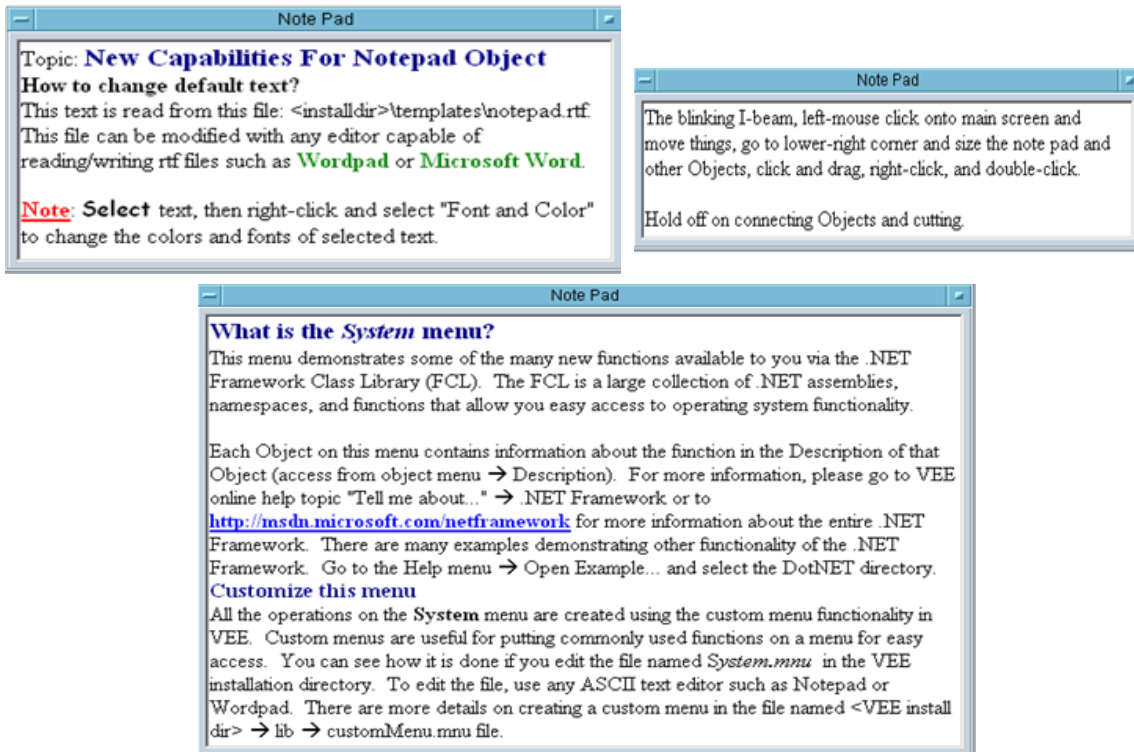 Note Pad
Topic: New Capabilities For Notepad Object
How to change default text?
This text is read from this file: <installdir>\templates\notepad.rtf.
This file can be modified with any editor capable of
reading/writing rtf files such as Wordpad or Microsoft Word.
Note: Select text, then right-click and select "Font and Color"
to change the colors and fonts of selected text.
Note Pad
The blinking I-beam, left-mouse click onto main screen and
move things, go to lower-right corner and size the note pad and
other Objects, click and drag, right-click, and double-click.
Hold off on connecting Objects and cutting.
Note Pad
What is the System menu?
This menu demonstrates some of the many new functions available to you via the .NET
Framework Class Library (FCL). The FCL is a large collection of .NET assemblies,
namespaces, and functions that allow you easy access to operating system functionality.
Each Object on this menu contains information about the function in the Description of that
Object (access from object menu → Description). For more information, please go to VEE
online help topic "Tell me about..." → .NET Framework or to
http://msdn.microsoft.com/netframework for more information about the entire .NET
Framework. There are many examples demonstrating other functionality of the .NET
Framework. Go to the Help menu → Open Example... and select the DotNET directory.
Customize this menu
All the operations on the System menu are created using the custom menu functionality in
VEE. Custom menus are useful for putting commonly used functions on a menu for easy
access. You can see how it is done if you edit the file named System.mnu in the VEE
installation directory. To edit the file, use any ASCII text editor such as Notepad or
Wordpad. There are more details on creating a custom menu in the file named <VEE install
dir> → lib → customMenu.mnu file.